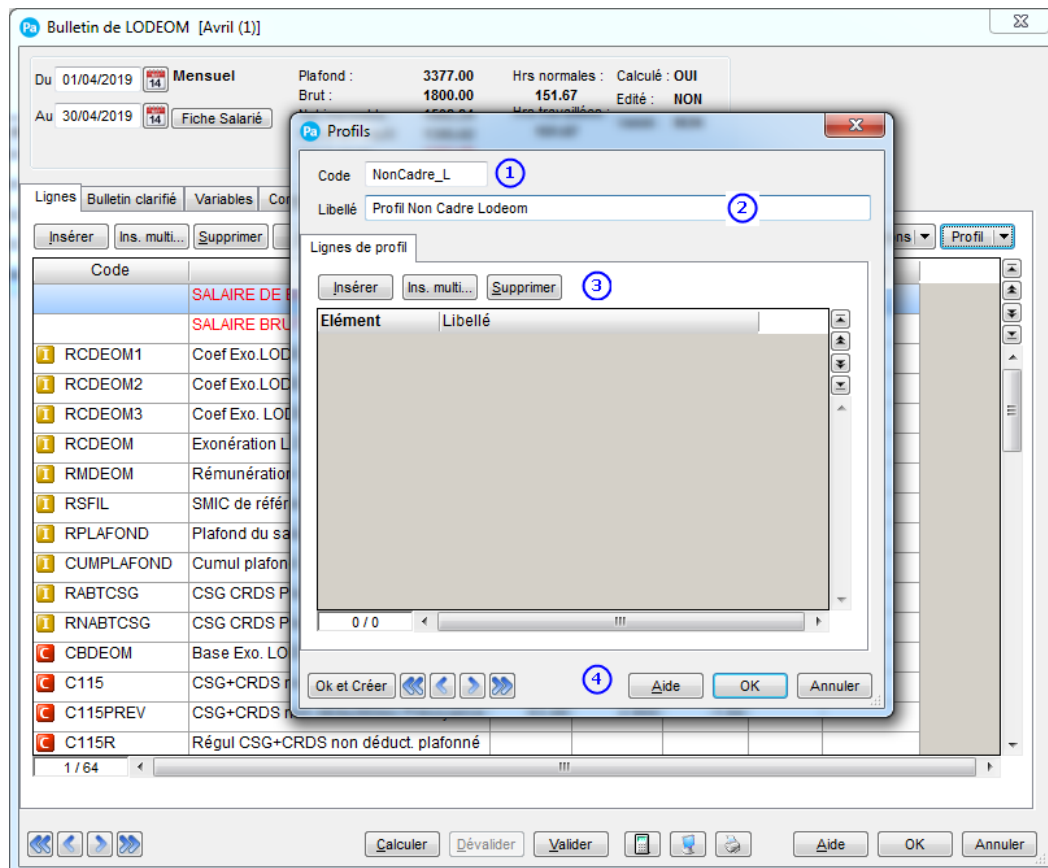 Pa Bulletin de LODEOM [Avril (1)]
Du 01/04/2019 14 Mensuel Plafond : 3377.00 Hrs normales : Calculé : OUI
Brut : 1800.00 151.67 Edité : NON
Au 30/04/2019 14 Fiche Salarié
Pa Profils
Code NonCadre_L 1
Libellé Profil Non Cadre Lodeom 2
Lignes de profil
Insérer Ins. multi... Supprimer 3
Elément Libellé
0 / 0
Ok et Créer 4 Aide OK Annuler
Lignes Bulletin clarifié Variables
Insérer Ins. multi... Supprimer ns Profil
Code
SALAIRE DE
SALAIRE BRU
I RCDEOM1 Coef Exo.LOD
I RCDEOM2 Coef Exo.LOD
I RCDEOM3 Coef Exo. LOD
I RCDEOM Exonération L
I RMDEOM Rémunération
I RSFIL SMIC de référ
I RPLAFOND Plafond du sa
I CUMPLAFOND Cumul plafon
I RABTCSG CSG CRDS P
I RNABTCSG CSG CRDS P
C CBDEOM Base Exo. LO
C C115 CSG+CRDS
C C115PREV CSG+CRDS
C C115R Régul CSG+CRDS non déduct. plafonné
1 / 64
Calculer Dévalider Valider Aide OK Annuler